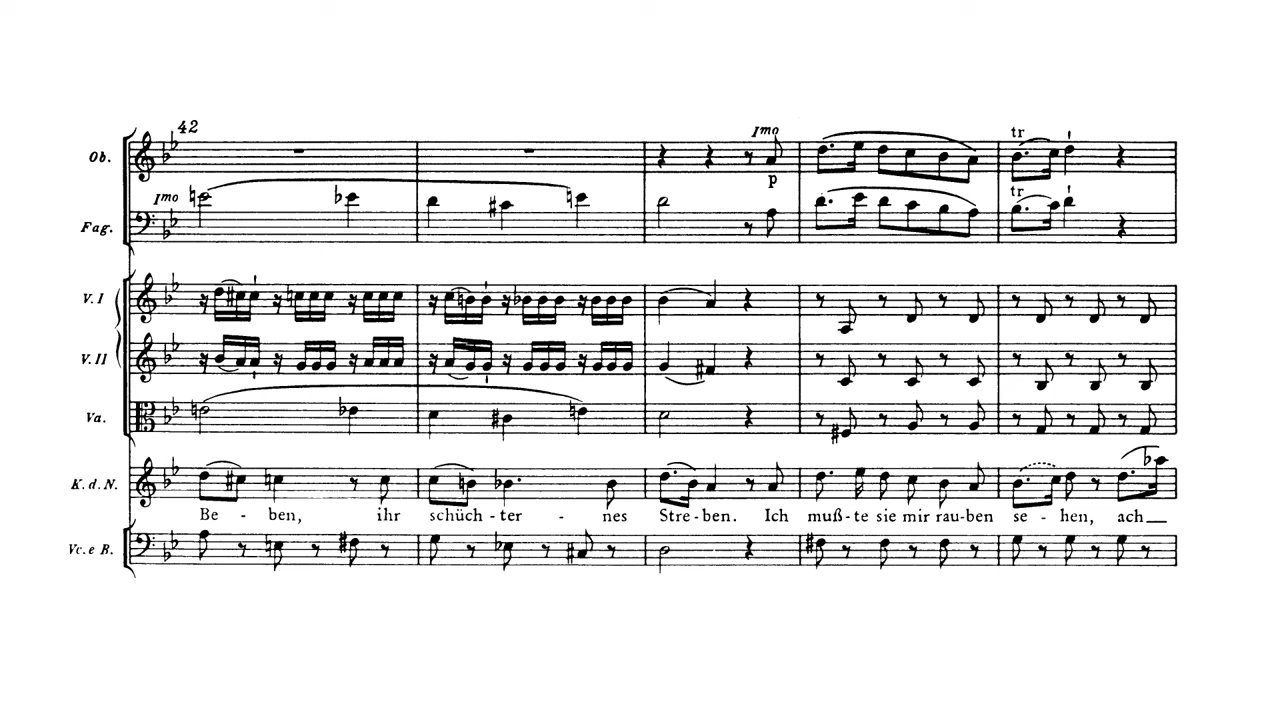 42
Ob. Imo p tr
Fag. Imo tr
V. I
V. II
Va.
K. d. N.
Be - ben, ihr schüch - ter - nes Stre - ben. Ich muß - te sie mir rau - ben se - hen, ach
Vc. e B.